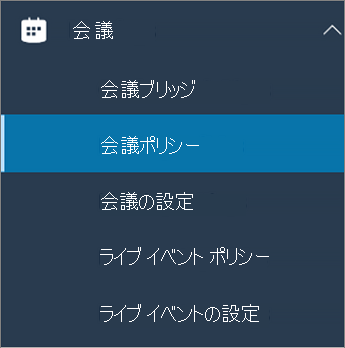 会議
会議ブリッジ
会議ポリシー
会議の設定
ライブ イベント ポリシー
ライブ イベントの設定